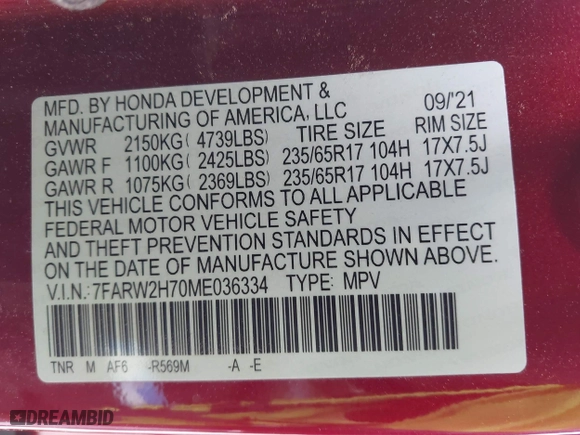 MFD. BY HONDA DEVELOPMENT &
MANUFACTURING OF AMERICA, LLC 09/'21
GVWR 2150KG( 4739LBS) TIRE SIZE RIM SIZE
GAWR F 1100KG( 2425LBS) 235/65R17 104H 17X7.5J
GAWR R 1075KG( 2369LBS) 235/65R17 104H 17X7.5J
THIS VEHICLE CONFORMS TO ALL APPLICABLE
FEDERAL MOTOR VEHICLE SAFETY
AND THEFT PREVENTION STANDARDS IN EFFECT
ON THE DATE OF MANUFACTURE SHOWN ABOVE.
V.I.N.:7FARW2H70ME036334 TYPE: MPV
TNR M AF6 -R569M -A -E
DREAMBID